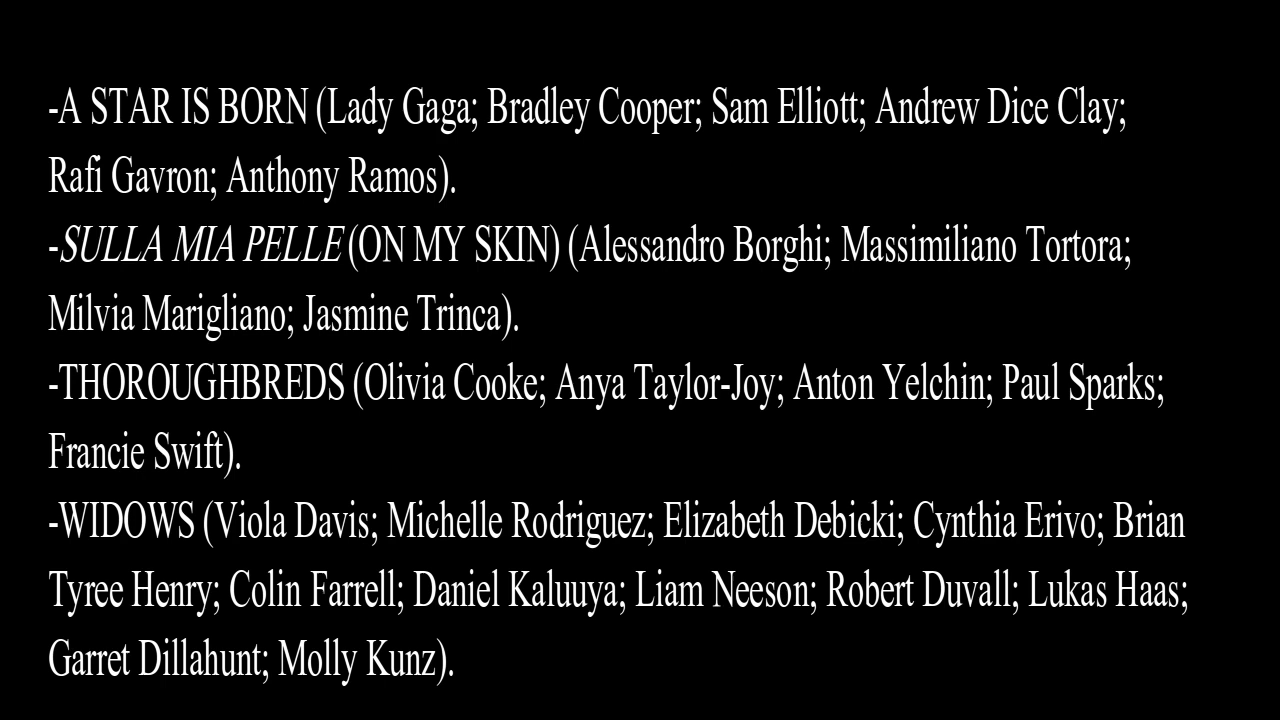 -A STAR IS BORN (Lady Gaga; Bradley Cooper; Sam Elliott; Andrew Dice Clay;
Rafi Gavron; Anthony Ramos).
-SULLA MIA PELLE (ON MY SKIN) (Alessandro Borghi; Massimiliano Tortora;
Milvia Marigliano; Jasmine Trinca).
-THOROUGHBREDS (Olivia Cooke; Anya Taylor-Joy; Anton Yelchin; Paul Sparks;
Francie Swift).
-WIDOWS (Viola Davis; Michelle Rodriguez; Elizabeth Debicki; Cynthia Erivo; Brian
Tyree Henry; Colin Farrell; Daniel Kaluuya; Liam Neeson; Robert Duvall; Lukas Haas;
Garret Dillahunt; Molly Kunz).